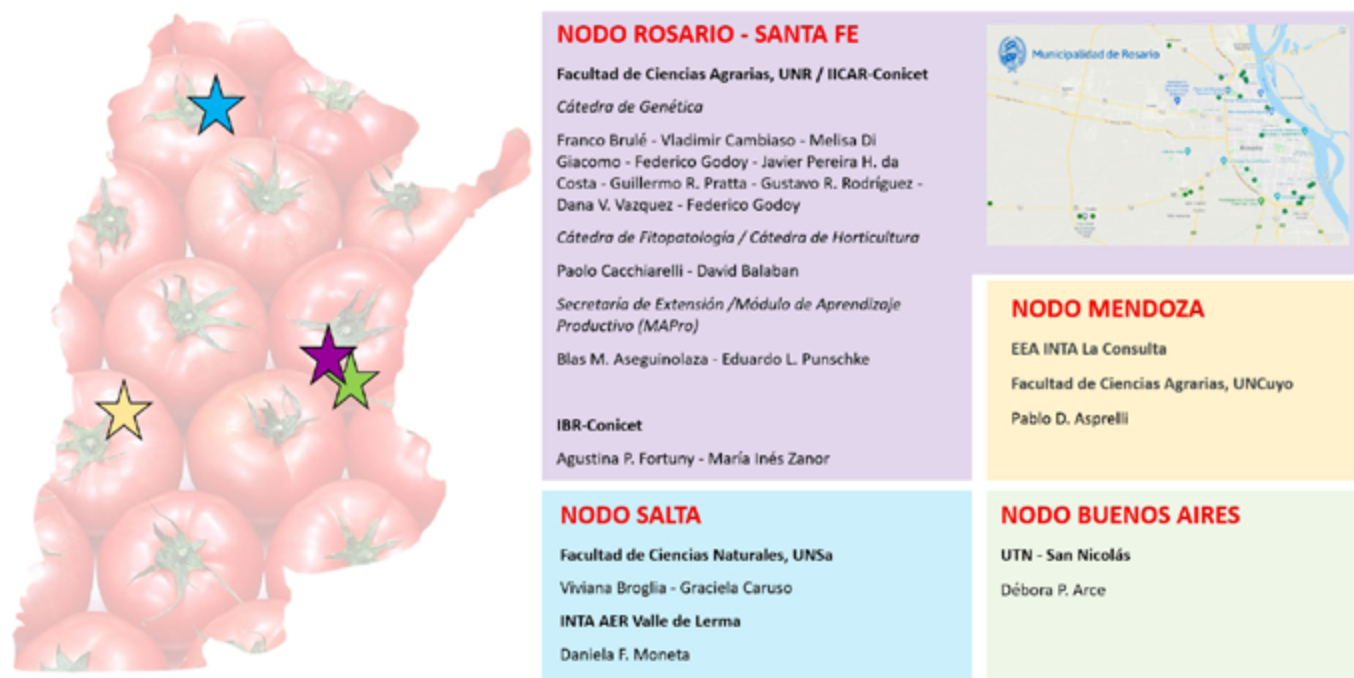 NODO ROSARIO - SANTA FE
Facultad de Ciencias Agrarias, UNR / IICAR-Conicet
Cátedra de Genética
Franco Brulé - Vladimir Cambiaso - Melisa Di
Giacomo - Federico Godoy - Javier Pereira H. da
Costa - Guillermo R. Pratta - Gustavo R. Rodríguez -
Dana V. Vazquez - Federico Godoy
Cátedra de Fitopatología / Cátedra de Horticultura
Paolo Cacchiarelli - David Balaban
Secretaría de Extensión /Módulo de Aprendizaje
Productivo (MAPro)
Blas M. Aseguinolaza - Eduardo L. Punschke
IBR-Conicet
Agustina P. Fortuny - María Inés Zanor
Municipalidad de Rosario
NODO MENDOZA
EEA INTA La Consulta
Facultad de Ciencias Agrarias, UNCuyo
Pablo D. Asprelli
NODO SALTA
Facultad de Ciencias Naturales, UNSa
Viviana Broglia - Graciela Caruso
INTA AER Valle de Lerma
Daniela F. Moneta
NODO BUENOS AIRES
UTN - San Nicolás
Débora P. Arce